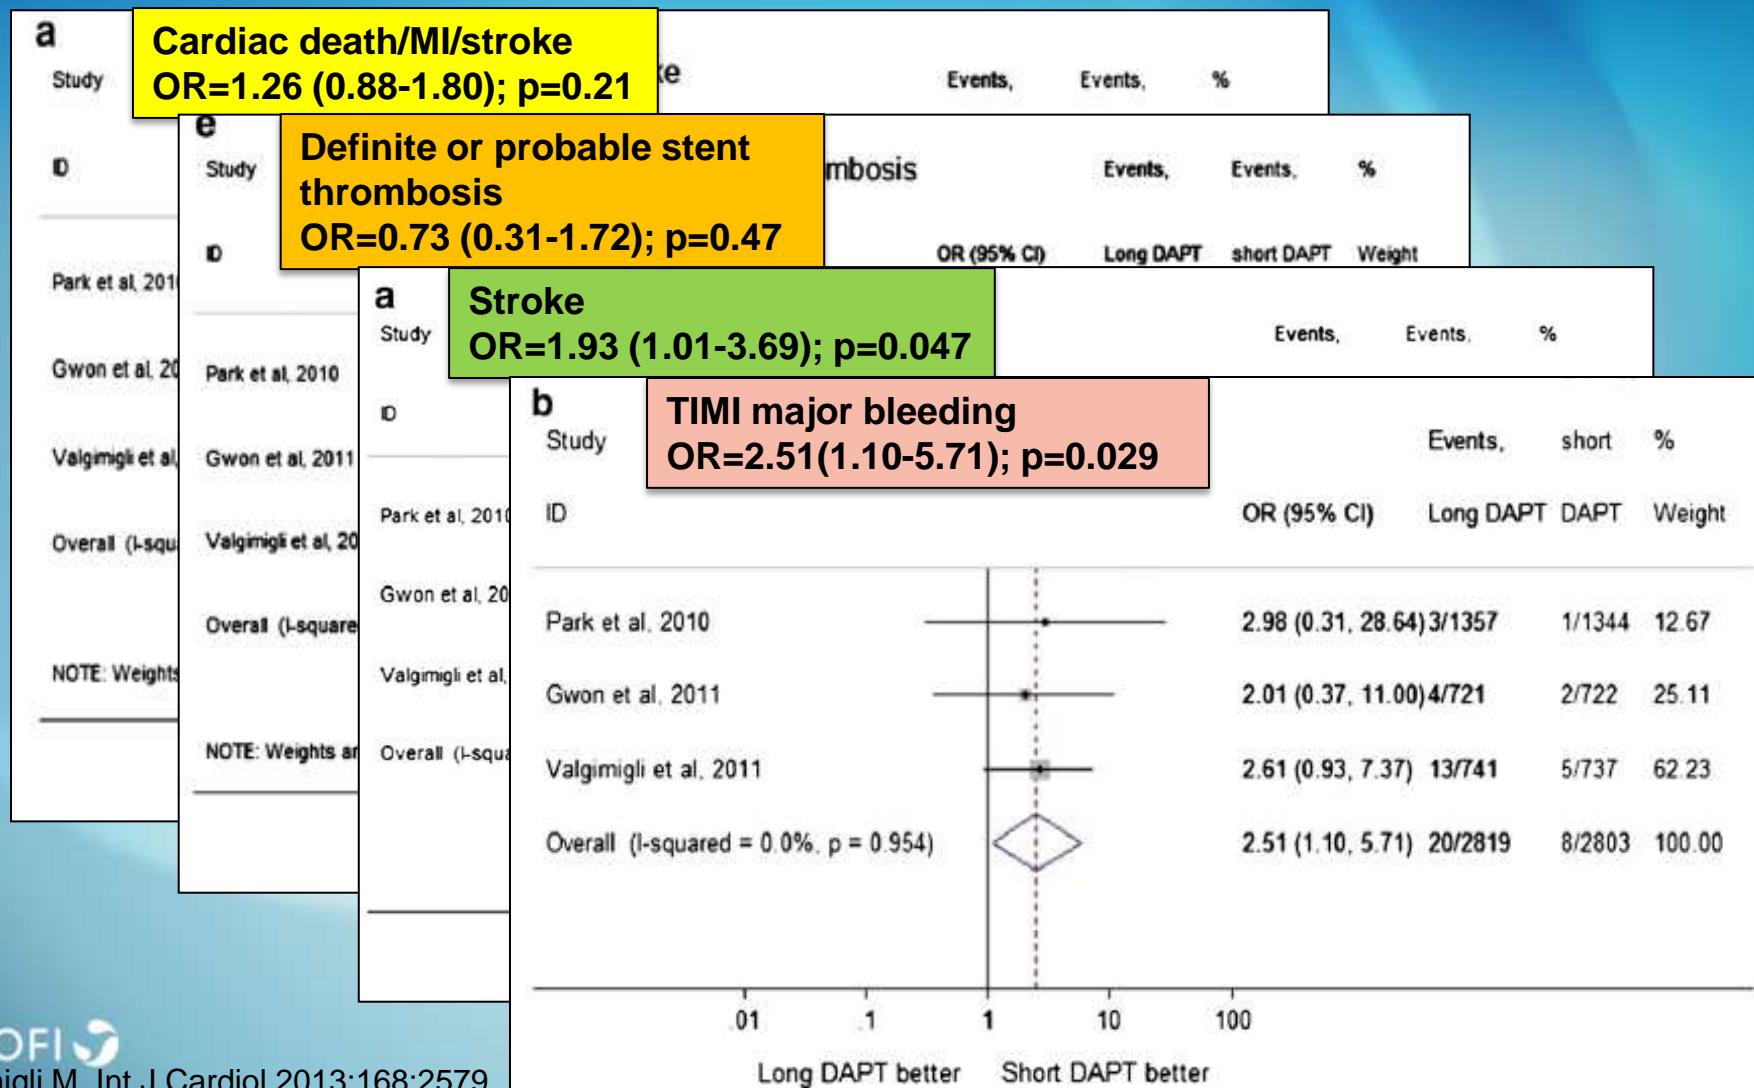 a
Cardiac death/MI/stroke
OR=1.26 (0.88-1.80); p=0.21
Study
Events, Events, %
ID
Park et al, 201
Gwon et al, 20
Valgimigli et al,
Overall (I-squ
NOTE: Weights
e
Definite or probable stent
thrombosis
OR=0.73 (0.31-1.72); p=0.47
Study
mbosis
Events, Events, %
ID
OR (95% CI) Long DAPT short DAPT Weight
Park et al, 2010
Gwon et al, 2011
Valgimigli et al, 20
Overall (I-square
NOTE: Weights ar
a
Stroke
OR=1.93 (1.01-3.69); p=0.047
Study
Events, Events, %
ID
Park et al, 2010
Gwon et al, 20
Valgimigli et al,
Overall (I-squa
b
TIMI major bleeding
OR=2.51(1.10-5.71); p=0.029
Study Events, short %
ID OR (95% CI) Long DAPT DAPT Weight
Park et al, 2010 2.98 (0.31, 28.64) 3/1357 1/1344 12.67
Gwon et al, 2011 2.01 (0.37, 11.00) 4/721 2/722 25.11
Valgimigli et al, 2011 2.61 (0.93, 7.37) 13/741 5/737 62.23
Overall (I-squared = 0.0%, p = 0.954) 2.51 (1.10, 5.71) 20/2819 8/2803 100.00
.01 .1 1 10 100
Long DAPT better Short DAPT better
OFI
migli M, Int J Cardiol 2013;168:2579